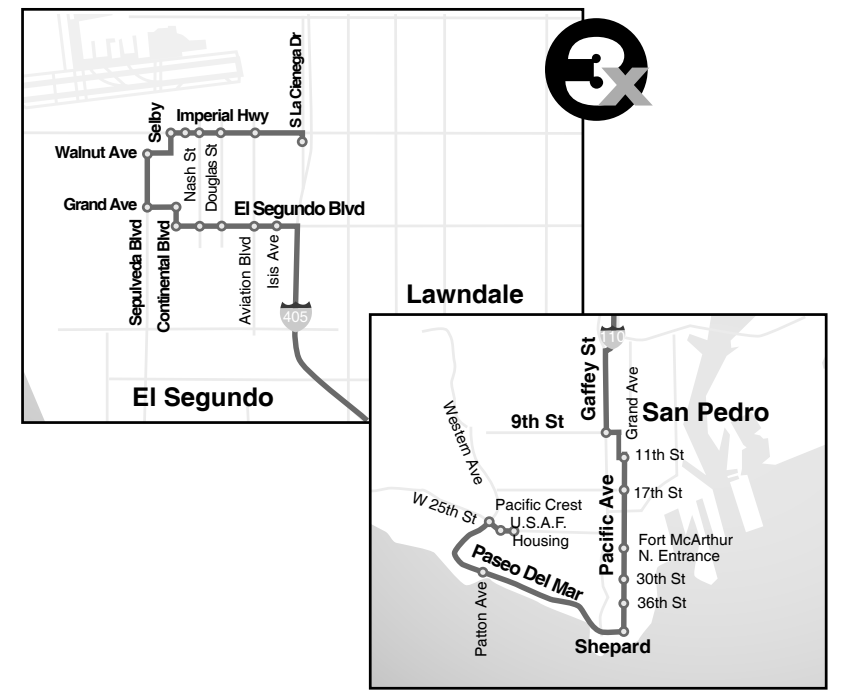 3x
S La Cienega Dr
Imperial Hwy
Selby
Walnut Ave
Nash St
Douglas St
Grand Ave
El Segundo Blvd
Sepulveda Blvd
Continental Blvd
Aviation Blvd
Isis Ave
405
Lawndale
El Segundo
110
Gaffey St
Grand Ave
San Pedro
9th St
Western Ave
11th St
17th St
Pacific Ave
W 25th St
Pacific Crest
U.S.A.F.
Housing
Fort McArthur
N. Entrance
Paseo Del Mar
30th St
36th St
Patton Ave
Shepard